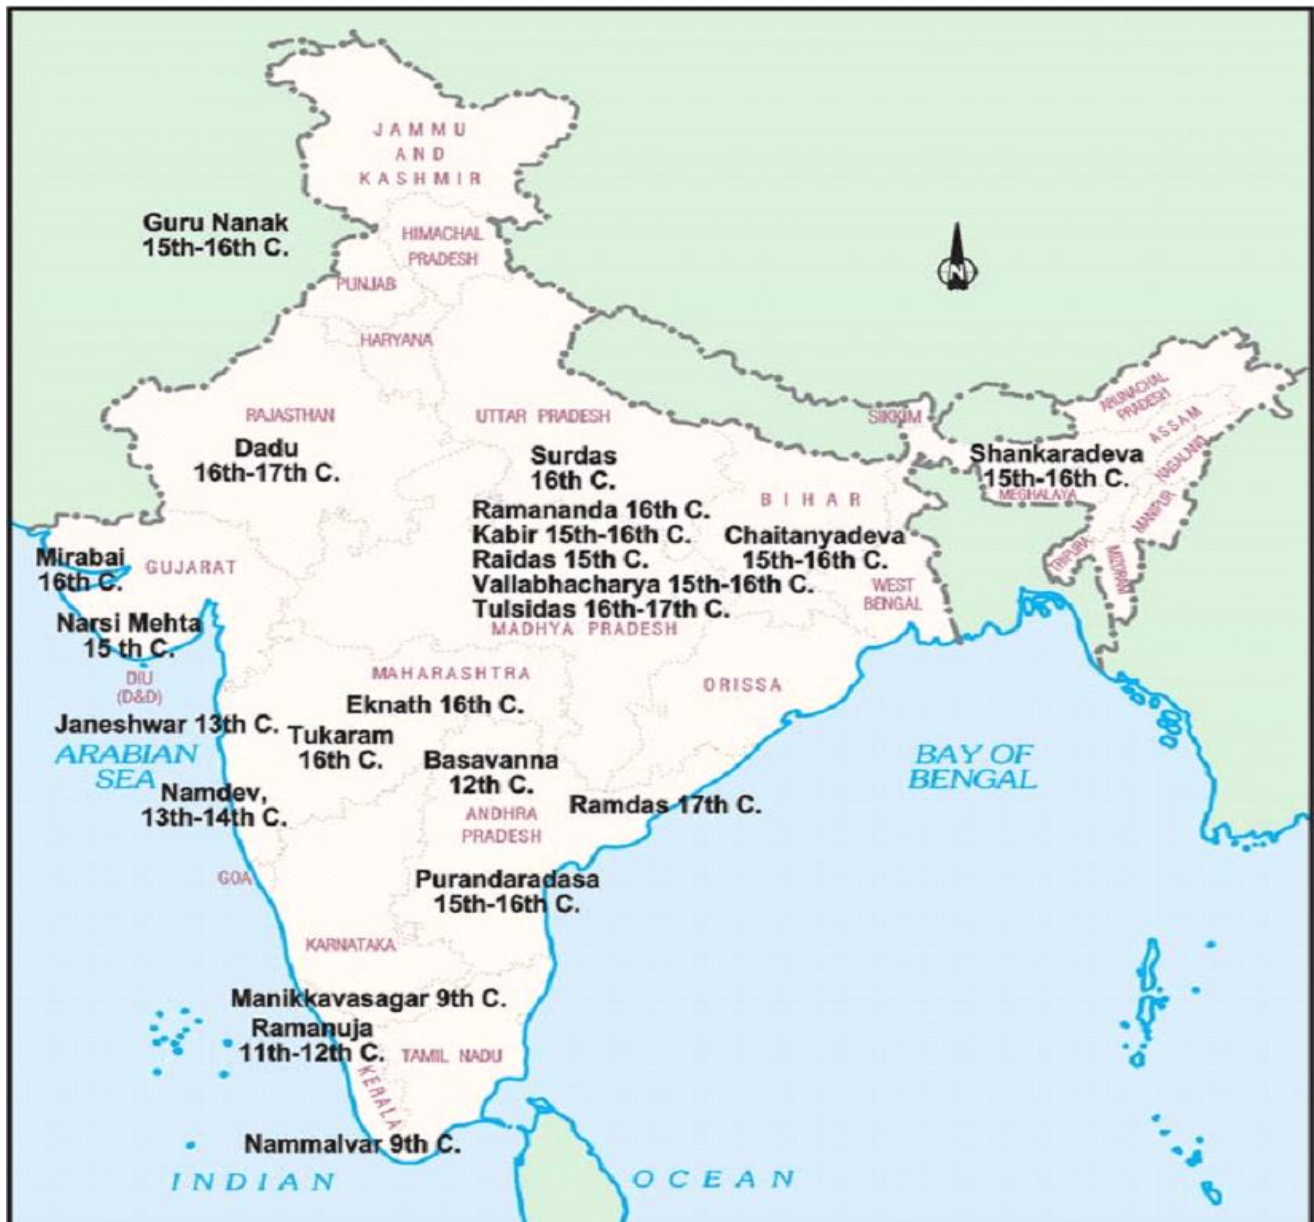 JAMMU
AND
KASHMIR
Guru Nanak
15th-16th C.
HIMACHAL
PRADESH
N
PUNJAB
HARYANA
RAJASTHAN
UTTAR PRADESH
SIKKIM
ARUNACHAL
PRADESH
ASSAM
NAGALAND
Dadu
16th-17th C.
Surdas
16th C.
Shankaradeva
15th-16th C.
MEGHALAYA
MANIPUR
BIHAR
Ramananda 16th C.
Kabir 15th-16th C.
Raidas 15th C.
Vallabhacharya 15th-16th C.
Tulsidas 16th-17th C.
Chaitanyadeva
15th-16th C.
TRIPURA
MIZORAM
Mirabai
16th C.
GUJARAT
WEST
BENGAL
Narsi Mehta
15 th C.
MADHYA PRADESH
DIU
(D&D)
MAHARASHTRA
ORISSA
Eknath 16th C.
Janeshwar 13th C.
Tukaram
16th C.
ARABIAN
SEA
Basavanna
12th C.
BAY OF
BENGAL
Namdev,
13th-14th C.
Ramdas 17th C.
ANDHRA
PRADESH
GOA
Purandaradasa
15th-16th C.
KARNATAKA
Manikkavasagar 9th C.
Ramanuja
11th-12th C.
TAMIL NADU
KERALA
Nammalvar 9th C.
INDIAN OCEAN